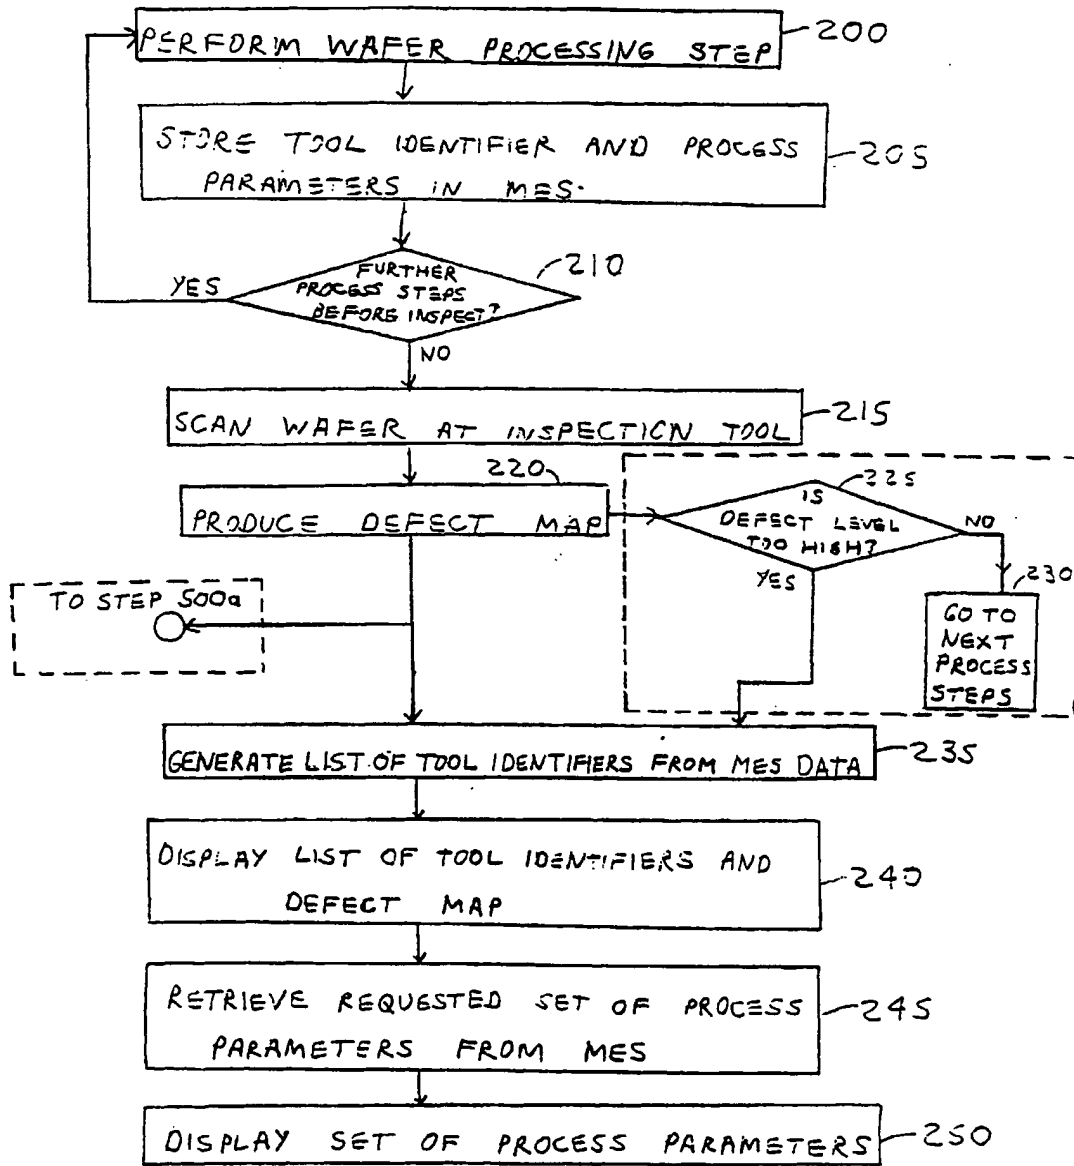 PERFORM WAFER PROCESSING STEP
200
STORE TOOL IDENTIFIER AND PROCESS
PARAMETERS IN MES.
205
FURTHER
PROCESS STEPS
BEFORE INSPECT?
210
YES
NO
SCAN WAFER AT INSPECTION TOOL
215
PRODUCE DEFECT MAP
220
IS
DEFECT LEVEL
TOO HIGH?
225
NO
YES
GO TO
NEXT
PROCESS
STEPS
230
TO STEP 500a
GENERATE LIST OF TOOL IDENTIFIERS FROM MES DATA
235
DISPLAY LIST OF TOOL IDENTIFIERS AND
DEFECT MAP
240
RETRIEVE REQUESTED SET OF PROCESS
PARAMETERS FROM MES
245
DISPLAY SET OF PROCESS PARAMETERS
250